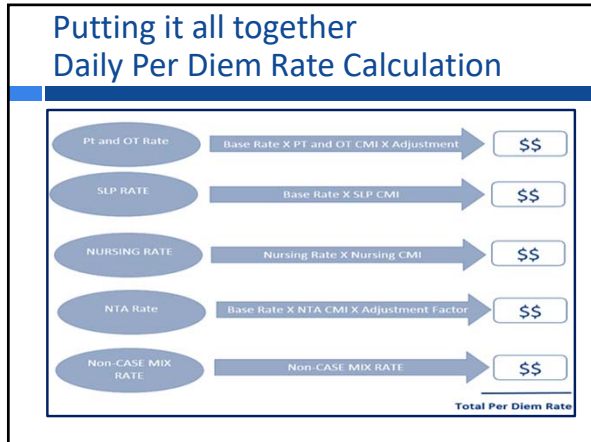 Putting it all together
Daily Per Diem Rate Calculation
Pt and OT Rate
Base Rate X PT and OT CMI X Adjustment
$$
SLP RATE
Base Rate X SLP CMI
$$
NURSING RATE
Nursing Rate X Nursing CMI
$$
NTA Rate
Base Rate X NTA CMI X Adjustment Factor
$$
Non-CASE MIX
RATE
Non-CASE MIX RATE
$$
Total Per Diem Rate